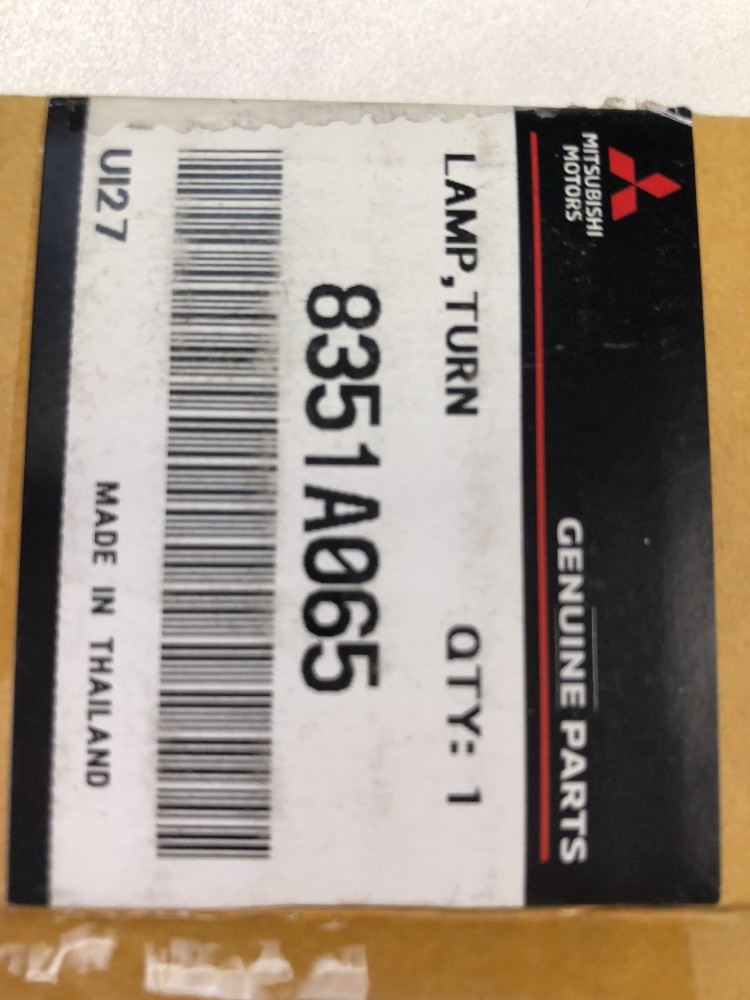 MITSUBISHI
MOTORS
GENUINE PARTS
LAMP,TURN QTY: 1
8351A065
UI27 MADE IN THAILAND